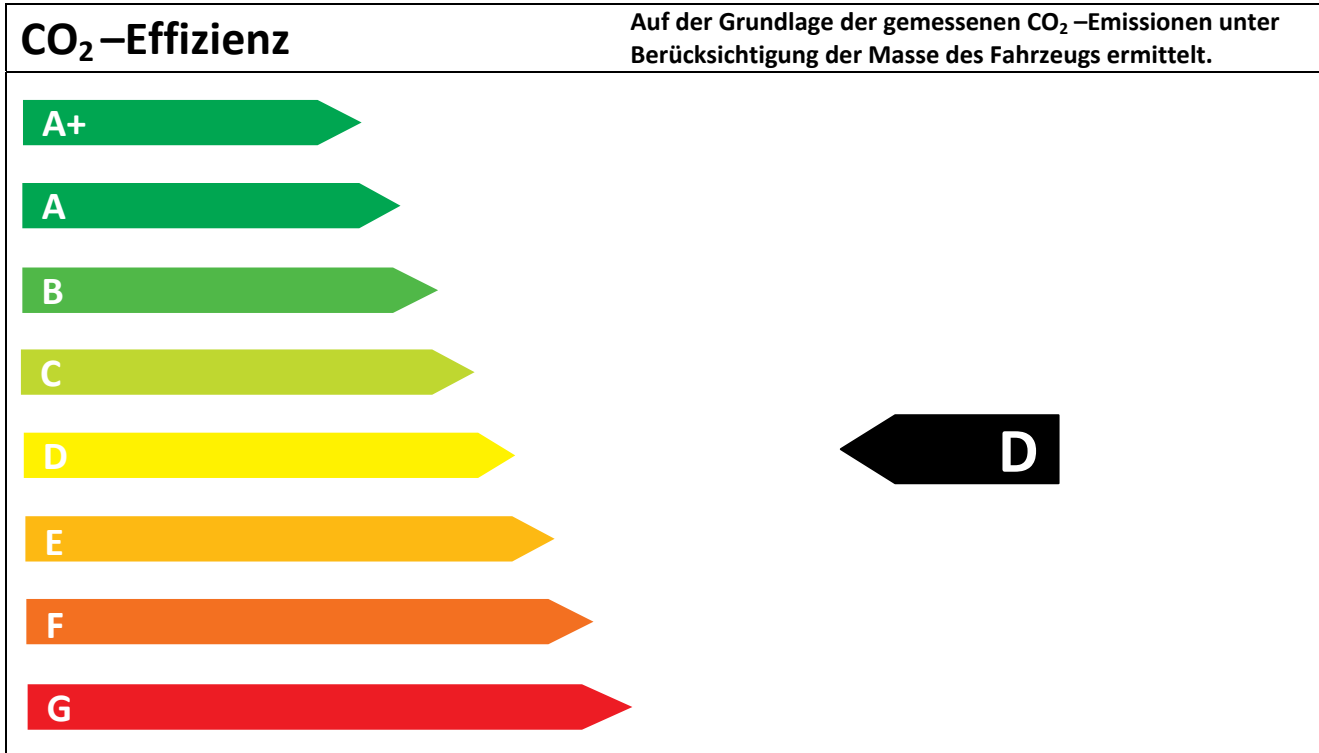 CO₂ –Effizienz
Auf der Grundlage der gemessenen CO₂ –Emissionen unter
Berücksichtigung der Masse des Fahrzeugs ermittelt.
A+
A
B
C
D
D
E
F
G